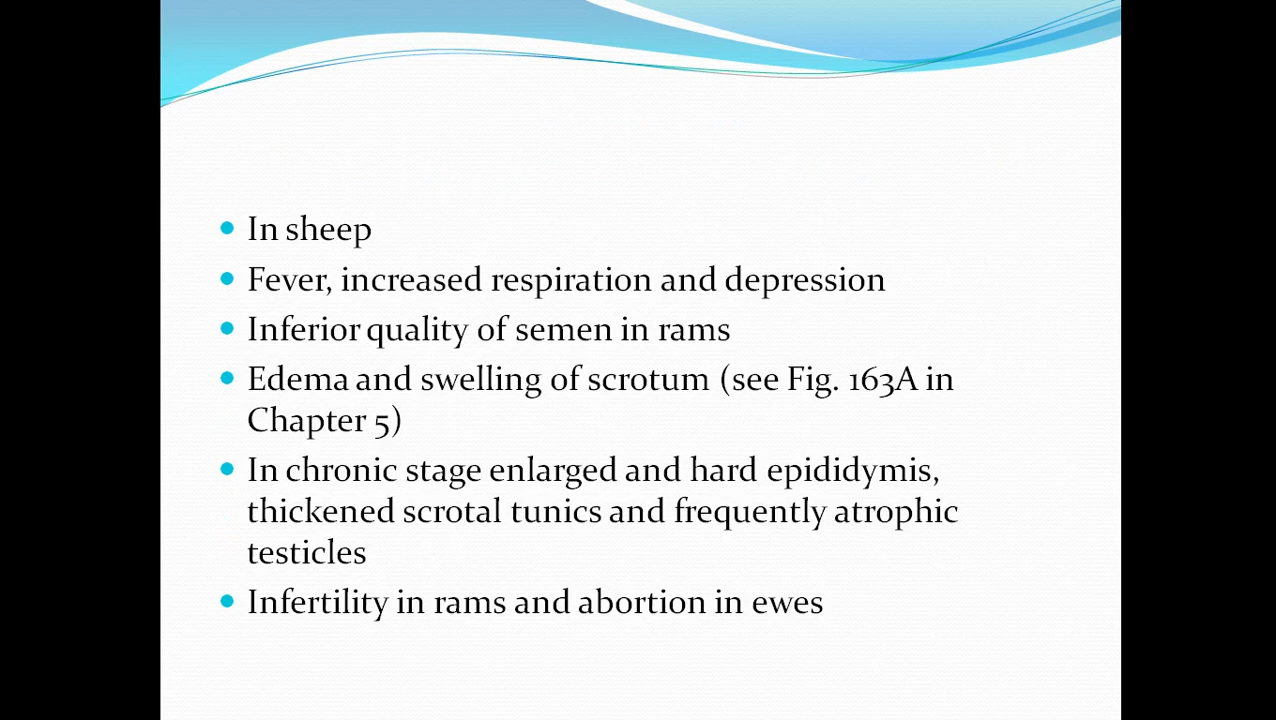 In sheep
Fever, increased respiration and depression
Inferior quality of semen in rams
Edema and swelling of scrotum (see Fig. 163A in
Chapter 5)
In chronic stage enlarged and hard epididymis,
thickened scrotal tunics and frequently atrophic
testicles
Infertility in rams and abortion in ewes